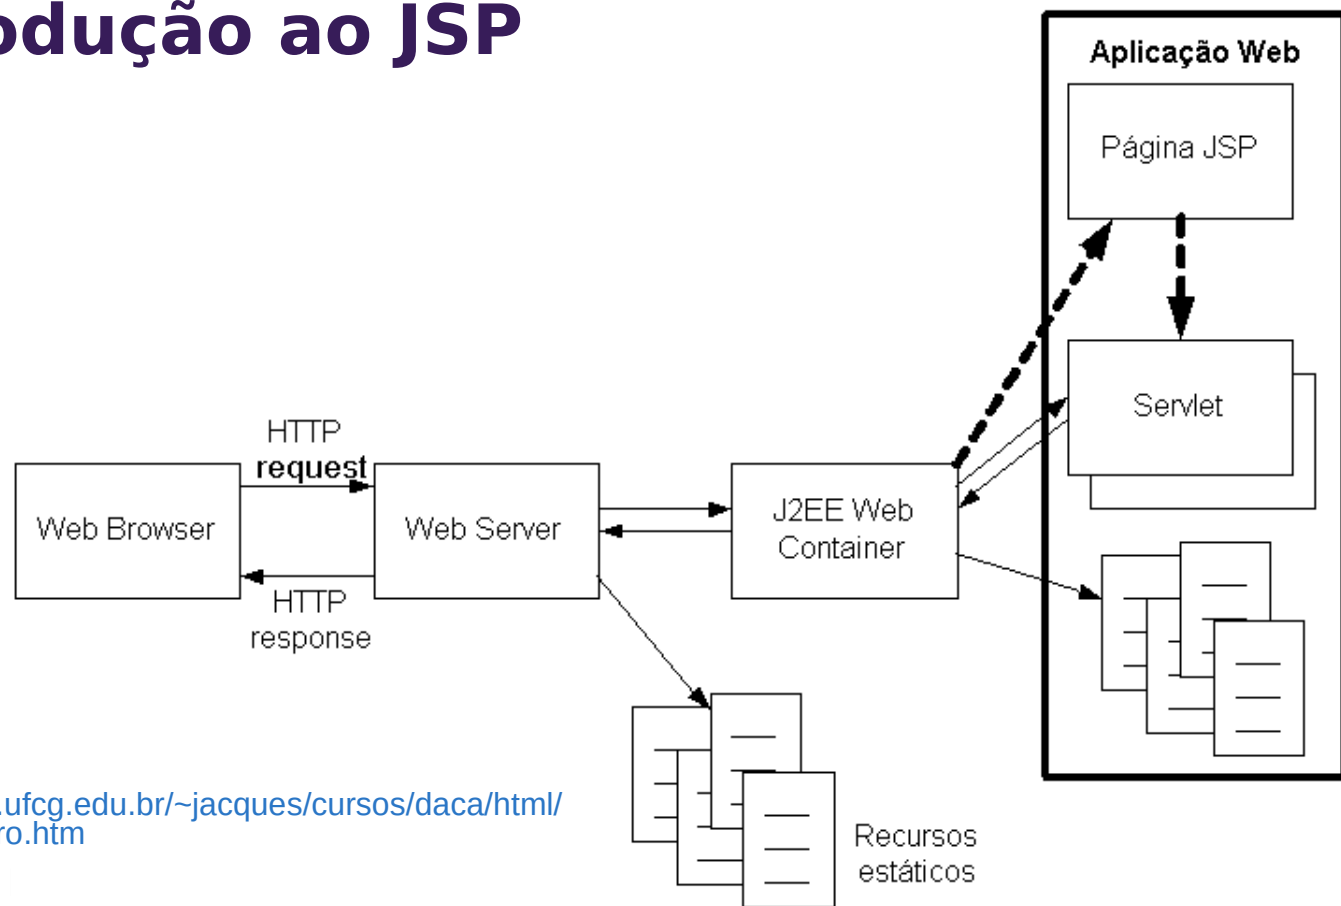 odução ao JSP
Aplicação Web
Página JSP
Servlet
HTTP
request
Web Browser
Web Server
J2EE Web
Container
HTTP
response
.ufcg.edu.br/~jacques/cursos/daca/html/
ro.htm
Recursos
estáticos